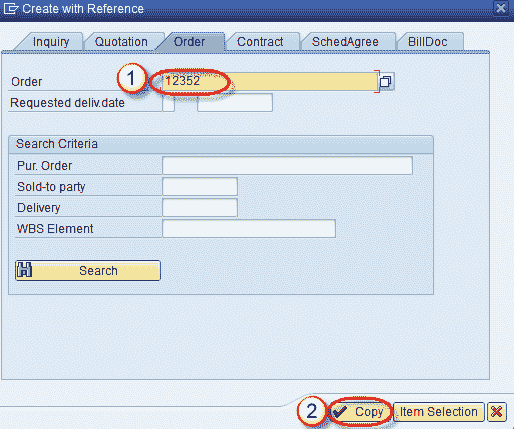 Create with Reference
Inquiry Quotation Order Contract SchedAgree BillDoc
Order 1 12352
Requested deliv.date
Search Criteria
Pur. Order
Sold-to party
Delivery
WBS Element
Search
2 Copy Item Selection